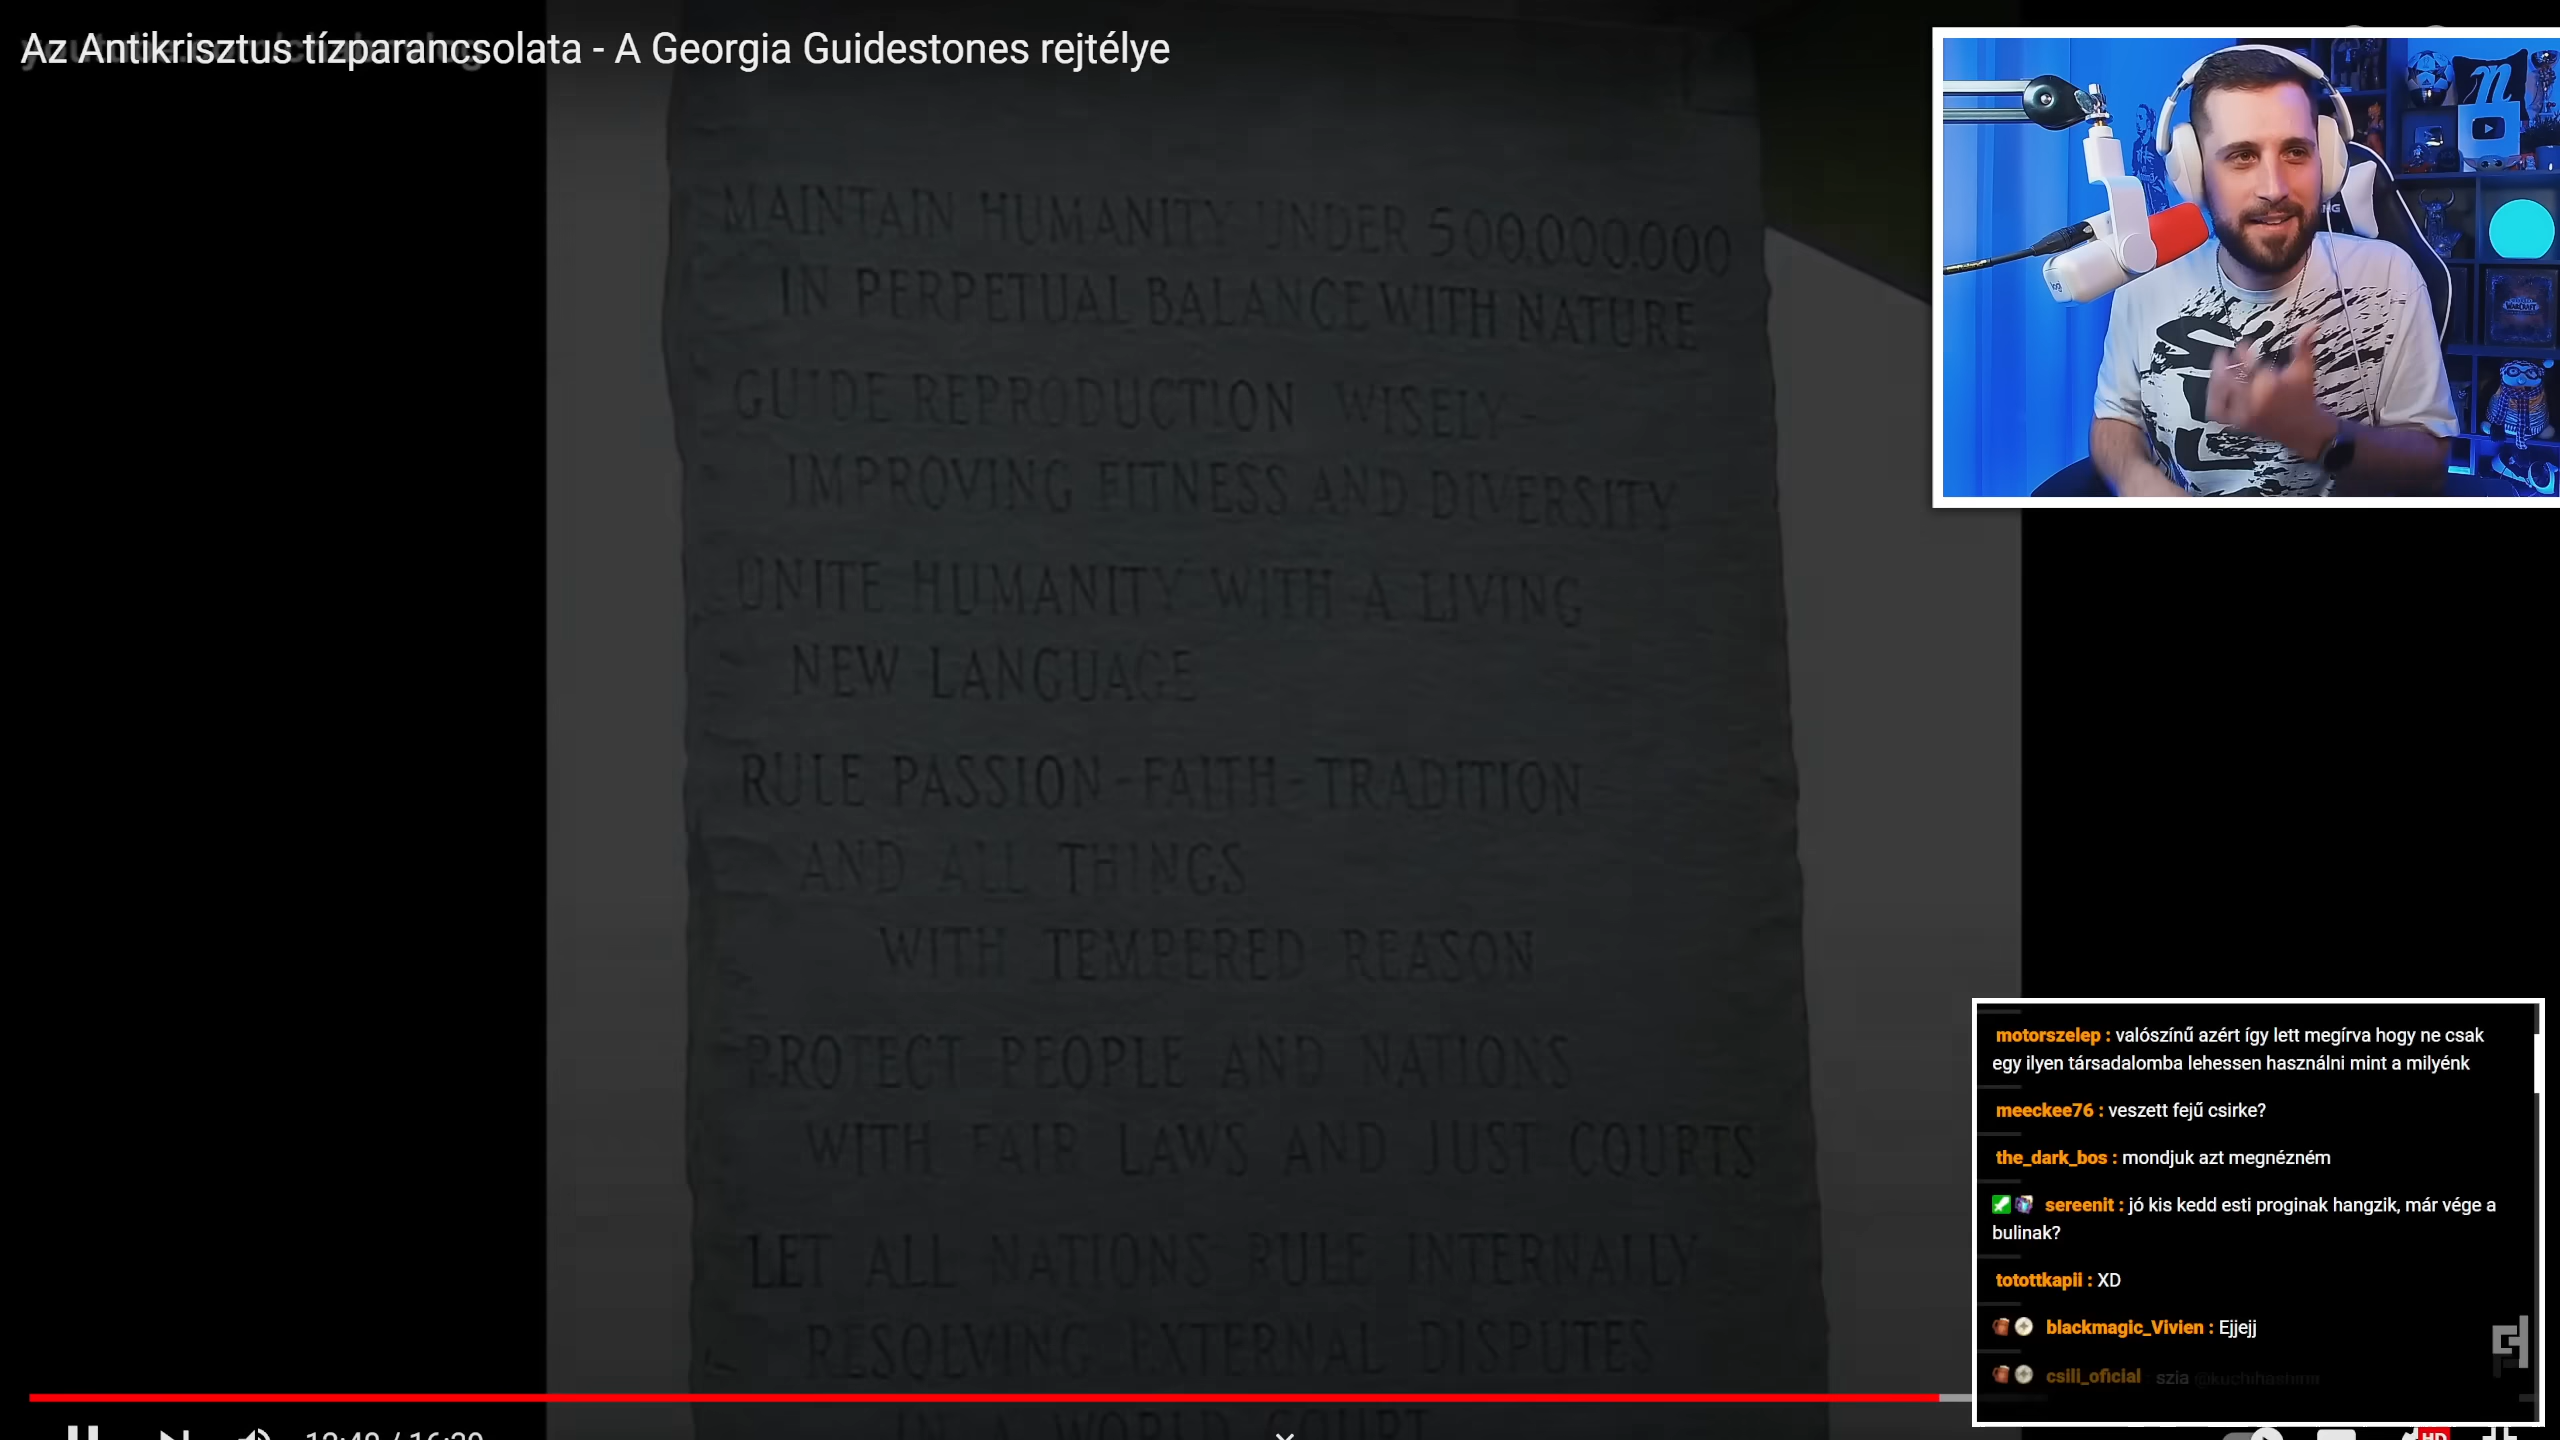 Az Antikrisztus tízparancsolata - A Georgia Guidestones rejtélye
MAINTAIN HUMANITY UNDER 500,000,000
IN PERPETUAL BALANCE WITH NATURE
GUIDE REPRODUCTION WISELY -
IMPROVING FITNESS AND DIVERSITY
UNITE HUMANITY WITH A LIVING
NEW LANGUAGE
RULE PASSION - FAITH - TRADITION
AND ALL THINGS
WITH TEMPERED REASON
PROTECT PEOPLE AND NATIONS
WITH FAIR LAWS AND JUST COURTS
LET ALL NATIONS RULE INTERNALLY
RESOLVING EXTERNAL DISPUTES
IN A WORLD COURT
motorszelep : valószínű azért így lett megírva hogy ne csak
egy ilyen társadalomba lehessen használni mint a milyénk
meeckee76 : veszett fejű csirke?
the_dark_bos : mondjuk azt megnézném
sereenit : jó kis kedd esti proginak hangzik, már vége a
bulinak?
totottkapii : XD
blackmagic_Vivien : Ejjejj
csili_oficial szia
HD